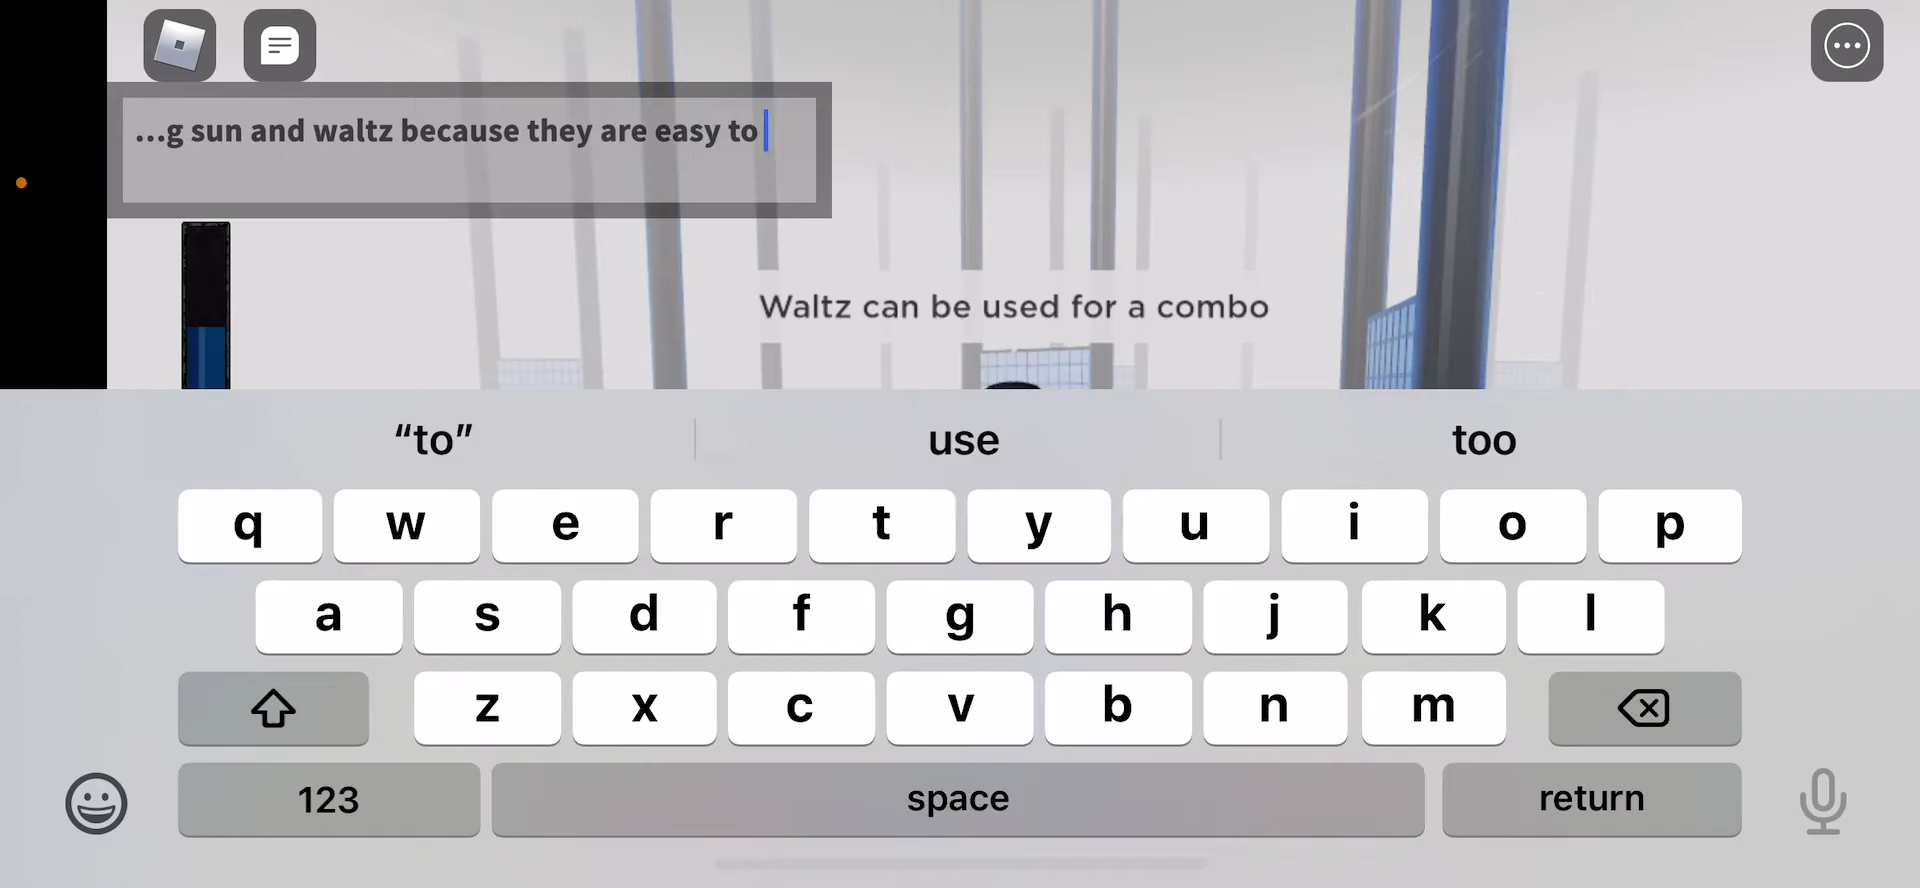 ...g sun and waltz because they are easy to
Waltz can be used for a combo
“to” use too
q w e r t y u i o p
a s d f g h j k l
z x c v b n m
123 space return